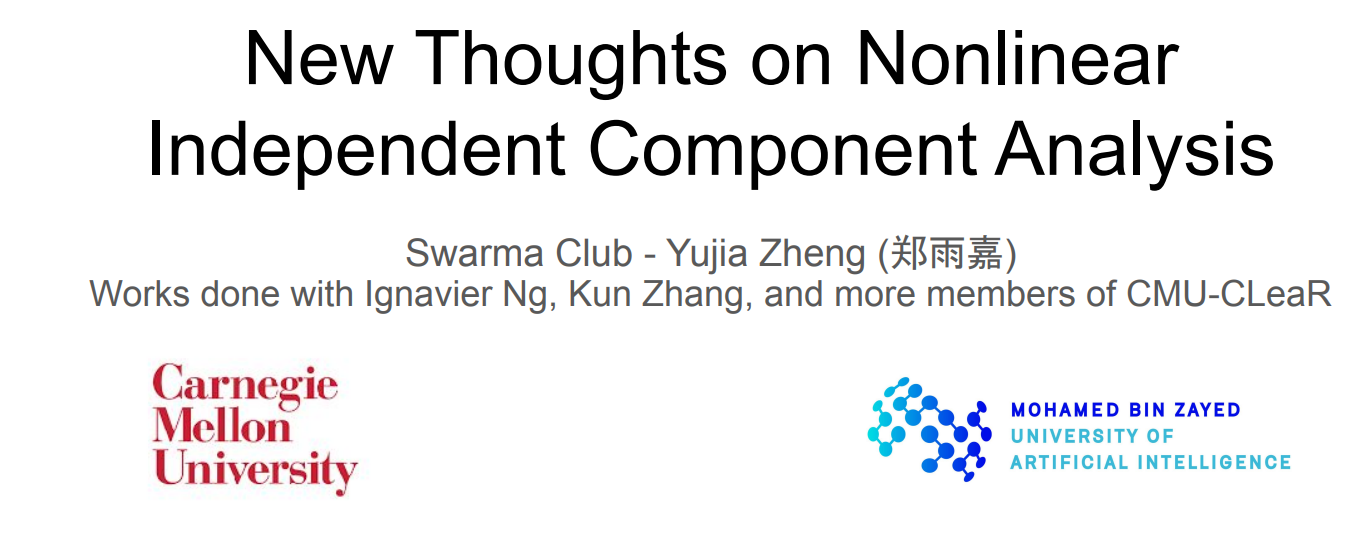 New Thoughts on Nonlinear
Independent Component Analysis
Swarma Club - Yujia Zheng (郑雨嘉)
Works done with Ignavier Ng, Kun Zhang, and more members of CMU-CLeaR
Carnegie
Mellon
University
MOHAMED BIN ZAYED
UNIVERSITY OF
ARTIFICIAL INTELLIGENCE